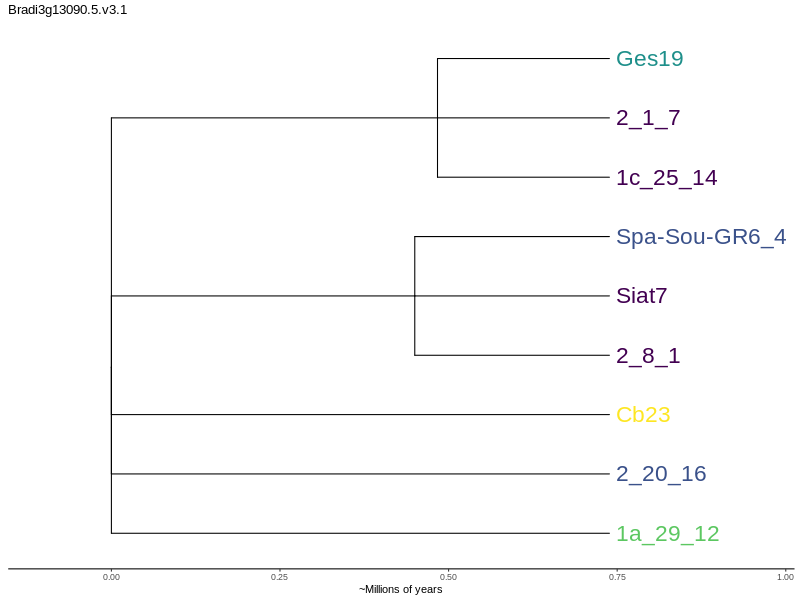 Bradi3g13090.5.v3.1
Ges19
2_1_7
1c_25_14
Spa-Sou-GR6_4
Siat7
2_8_1
Cb23
2_20_16
1a_29_12
0.00 0.25 0.50 0.75 1.00
~Millions of years